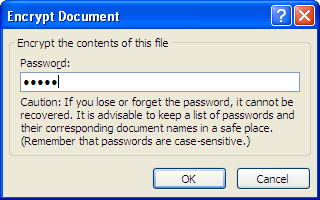 Encrypt Document
Encrypt the contents of this file
Password:
●●●●●
Caution: If you lose or forget the password, it cannot be
recovered. It is advisable to keep a list of passwords and
their corresponding document names in a safe place.
(Remember that passwords are case-sensitive.)
OK Cancel